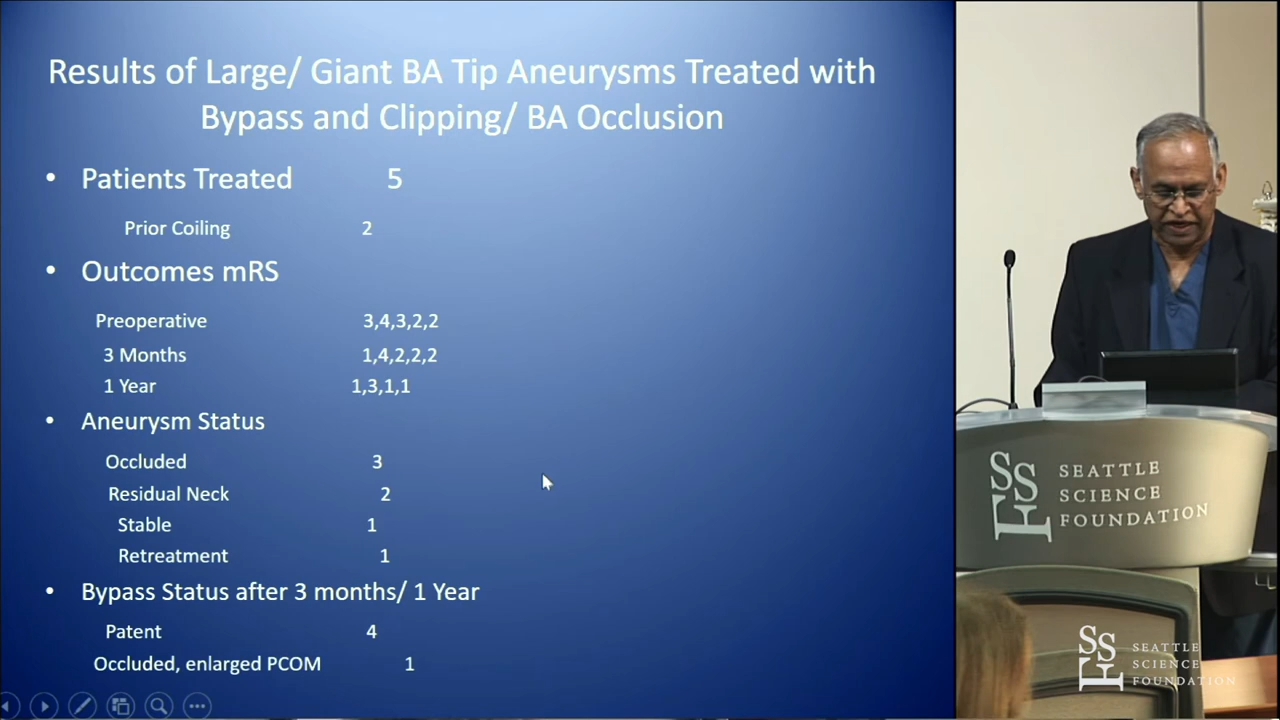 Results of Large/ Giant BA Tip Aneurysms Treated with
Bypass and Clipping/ BA Occlusion
• Patients Treated 5
Prior Coiling 2
• Outcomes mRS
Preoperative 3,4,3,2,2
3 Months 1,4,2,2,2
1 Year 1,3,1,1
• Aneurysm Status
Occluded 3
Residual Neck 2
Stable 1
Retreatment 1
• Bypass Status after 3 months/ 1 Year
Patent 4
Occluded, enlarged PCOM 1
SSF
SEATTLE
SCIENCE
FOUNDATION
SSF
SEATTLE
SCIENCE
FOUNDATION